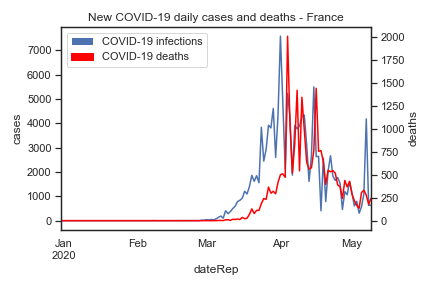 New COVID-19 daily cases and deaths - France
COVID-19 infections
COVID-19 deaths
7000
6000
5000
4000
3000
2000
1000
0
cases
2000
1750
1500
1250
1000
750
500
250
0
deaths
Jan Feb Mar Apr May
2020
dateRep